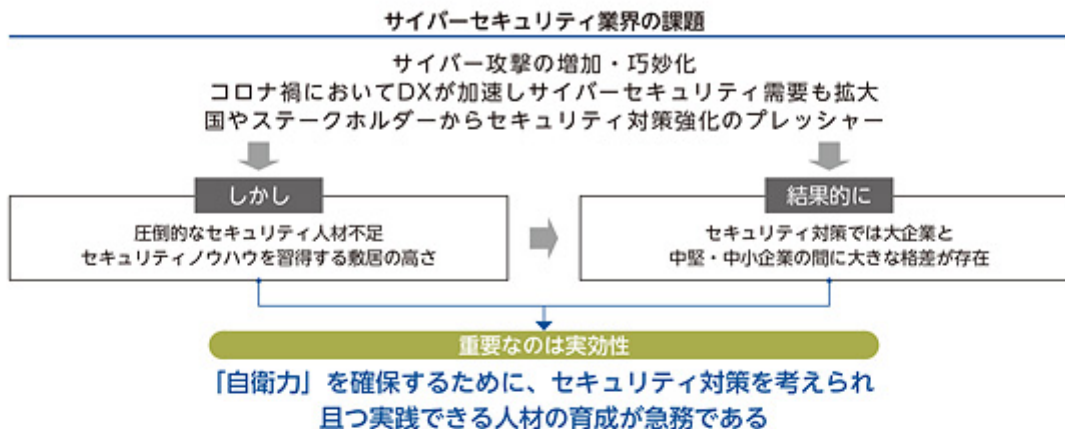 サイバーセキュリティ業界の課題
サイバー攻撃の増加・巧妙化
コロナ禍においてDXが加速しサイバーセキュリティ需要も拡大
国やステークホルダーからセキュリティ対策強化のプレッシャー
しかし
圧倒的なセキュリティ人材不足
セキュリティノウハウを習得する敷居の高さ
結果的に
セキュリティ対策では大企業と
中堅・中小企業の間に大きな格差が存在
重要なのは実効性
「自衛力」を確保するために、セキュリティ対策を考えられ
且つ実践できる人材の育成が急務である